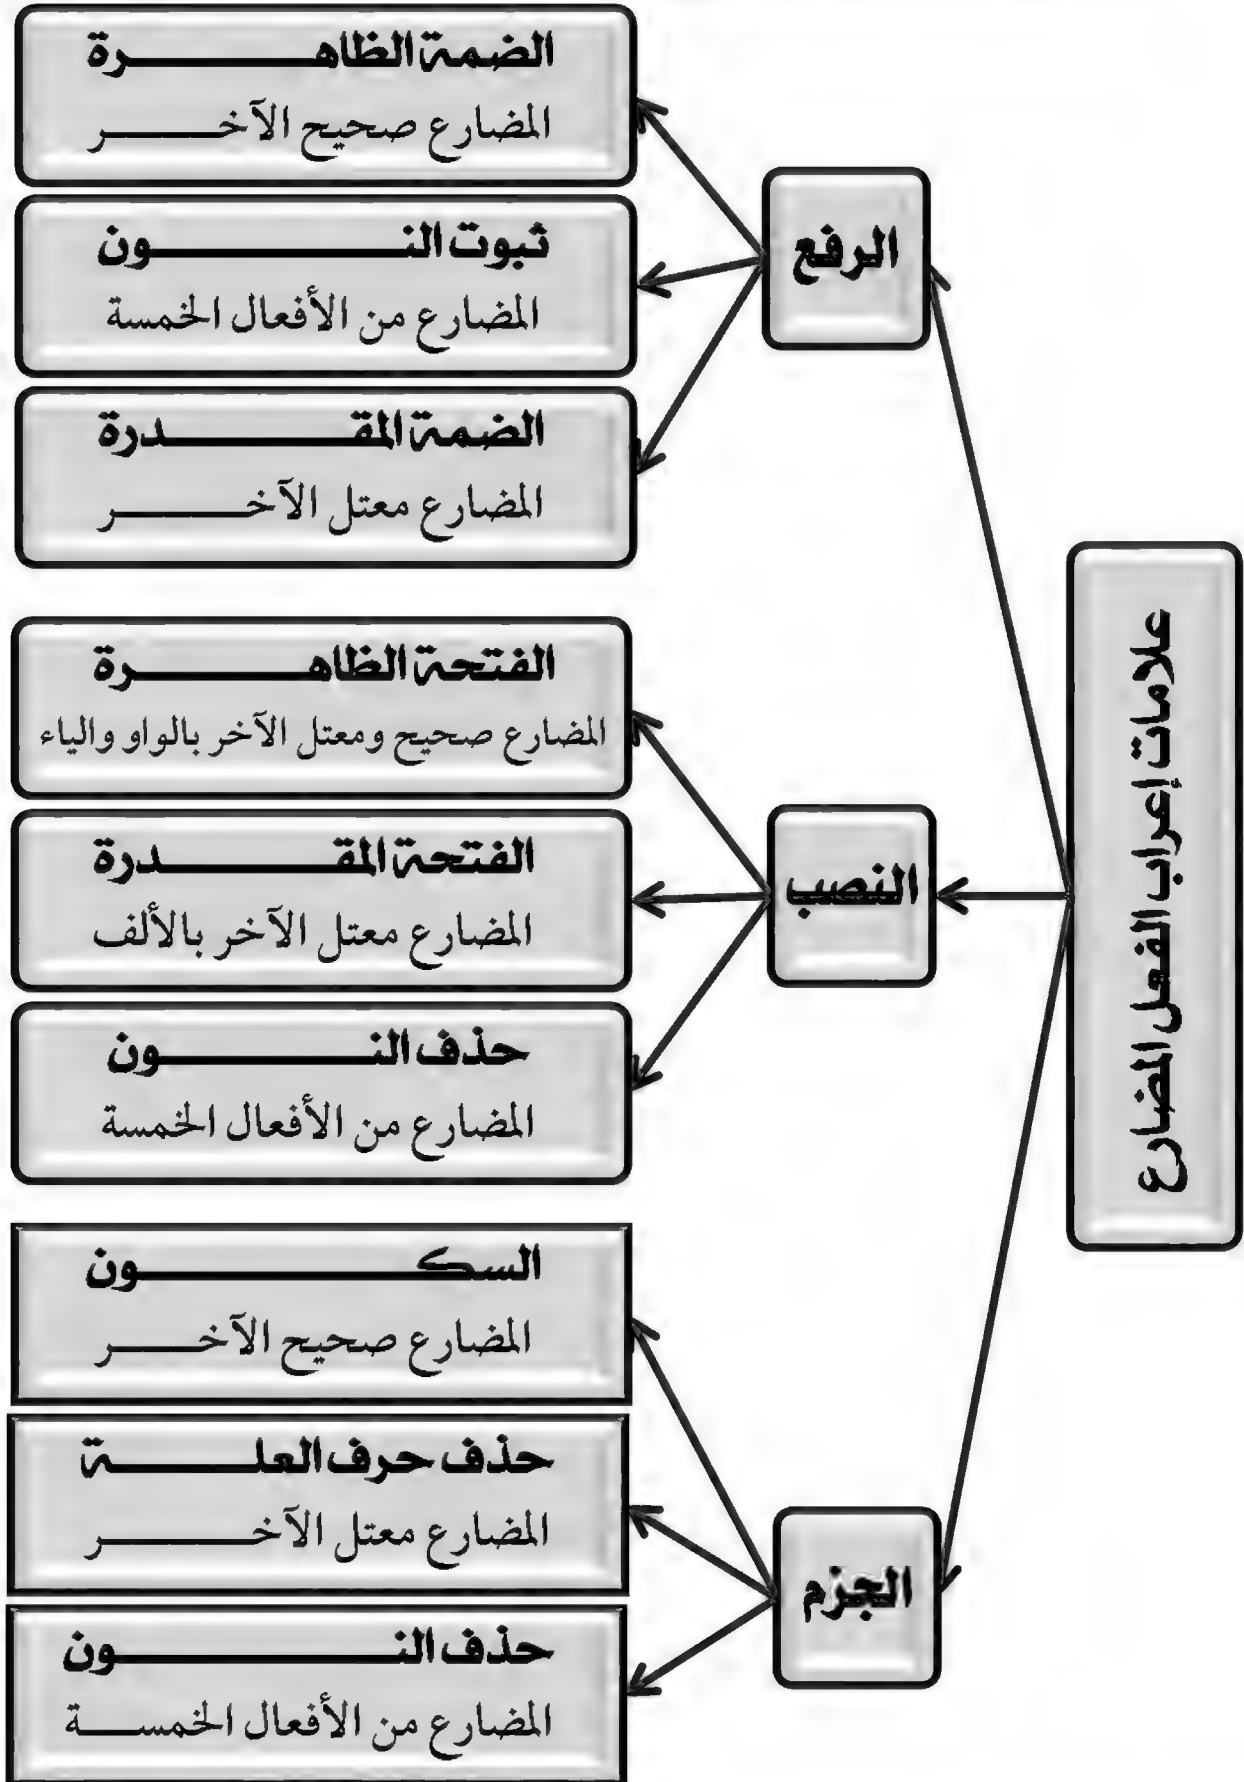 علامات إعراب الفعل المضارع
الرفع
الضمة الظاهرة
المضارع صحيح الآخر
ثبوت النون
المضارع من الأفعال الخمسة
الضمة المقدرة
المضارع معتل الآخر
النصب
الفتحة الظاهرة
المضارع صحيح ومعتل الآخر بالواو والياء
الفتحة المقدرة
المضارع معتل الآخر بالألف
حذف النون
المضارع من الأفعال الخمسة
الجزم
السكون
المضارع صحيح الآخر
حذف حرف العلة
المضارع معتل الآخر
حذف النون
المضارع من الأفعال الخمسة